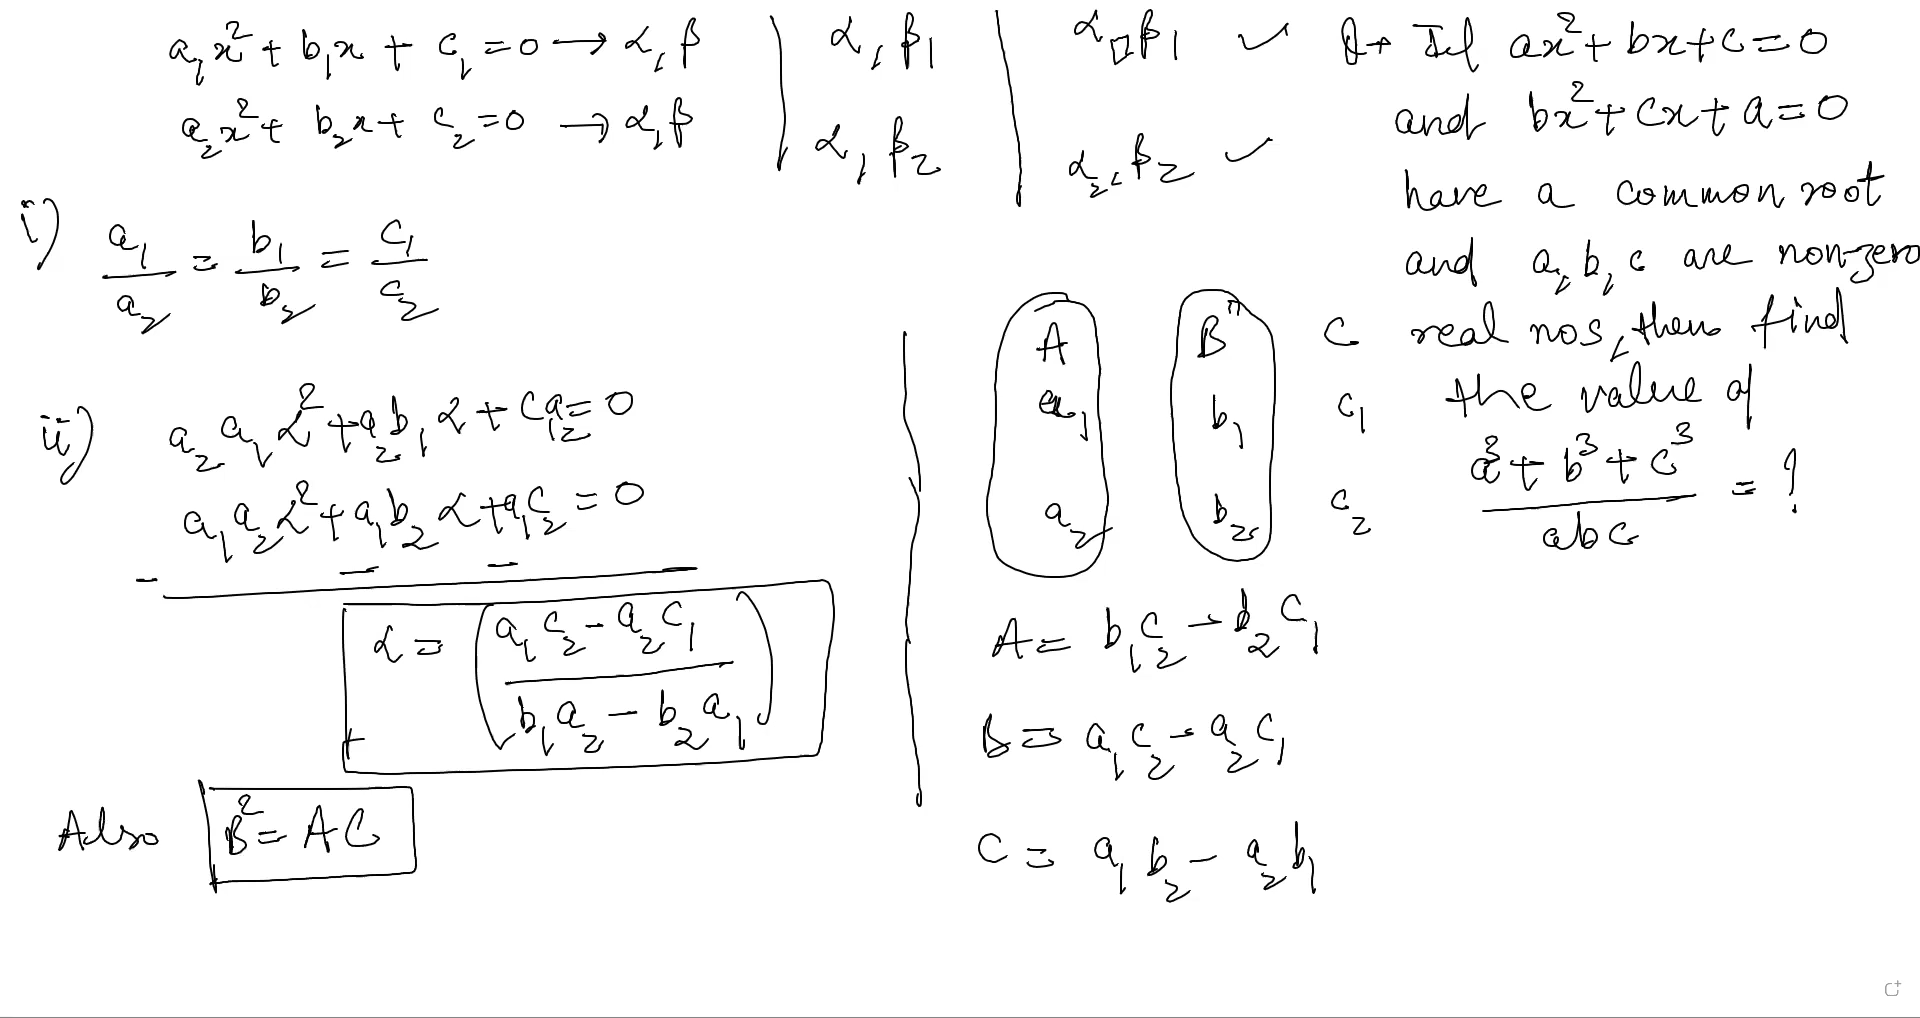 a₁x² + b₁x + c₁ = 0 → α, β
a₂x² + b₂x + c₂ = 0 → α, β
α, β₁
α, β₂
α₁, β₁ ✓
α₂, β₂ ✓
i) a₁/a₂ = b₁/b₂ = c₁/c₂
ii) a₂a₁α² + a₂b₁α + c₁a₂ = 0
a₁a₂α² + a₁b₂α + a₁c₂ = 0
- - - -
α = (a₁c₂ - a₂c₁ / b₁a₂ - b₂a₁)
Also B² = AC
A B C
a₁ b₁ c₁
a₂ b₂ c₂
A = b₁c₂ - b₂c₁
B = a₁c₂ - a₂c₁
C = a₁b₂ - a₂b₁
Q→ If ax² + bx + c = 0
and bx² + cx + a = 0
have a common root
and a, b, c are non-zero
real nos, then find
the value of
a³ + b³ + c³ / abc = ?